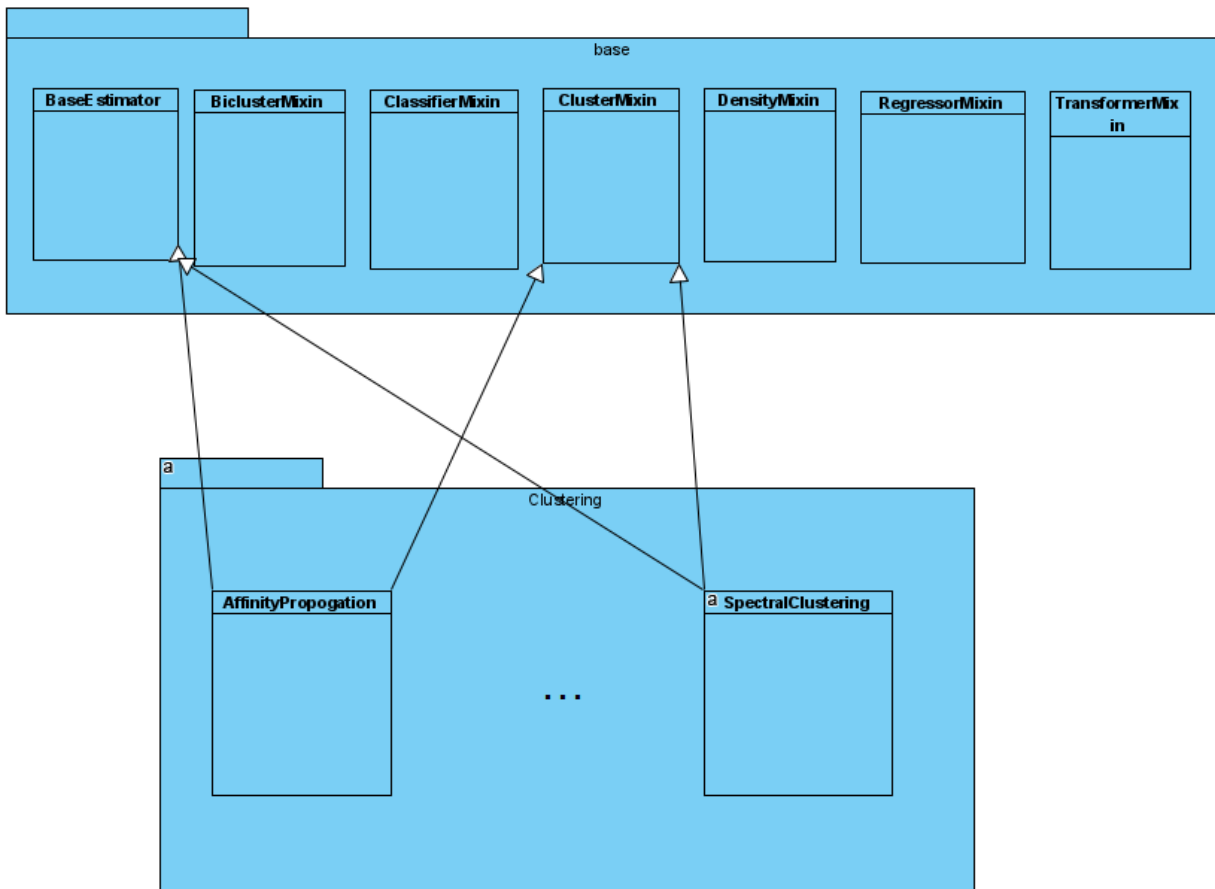 base
BaseEstimator
BiclusterMixin
ClassifierMixin
ClusterMixin
DensityMixin
RegressorMixin
TransformerMix
in
a
Clustering
AffinityPropogation
...
a
SpectralClustering